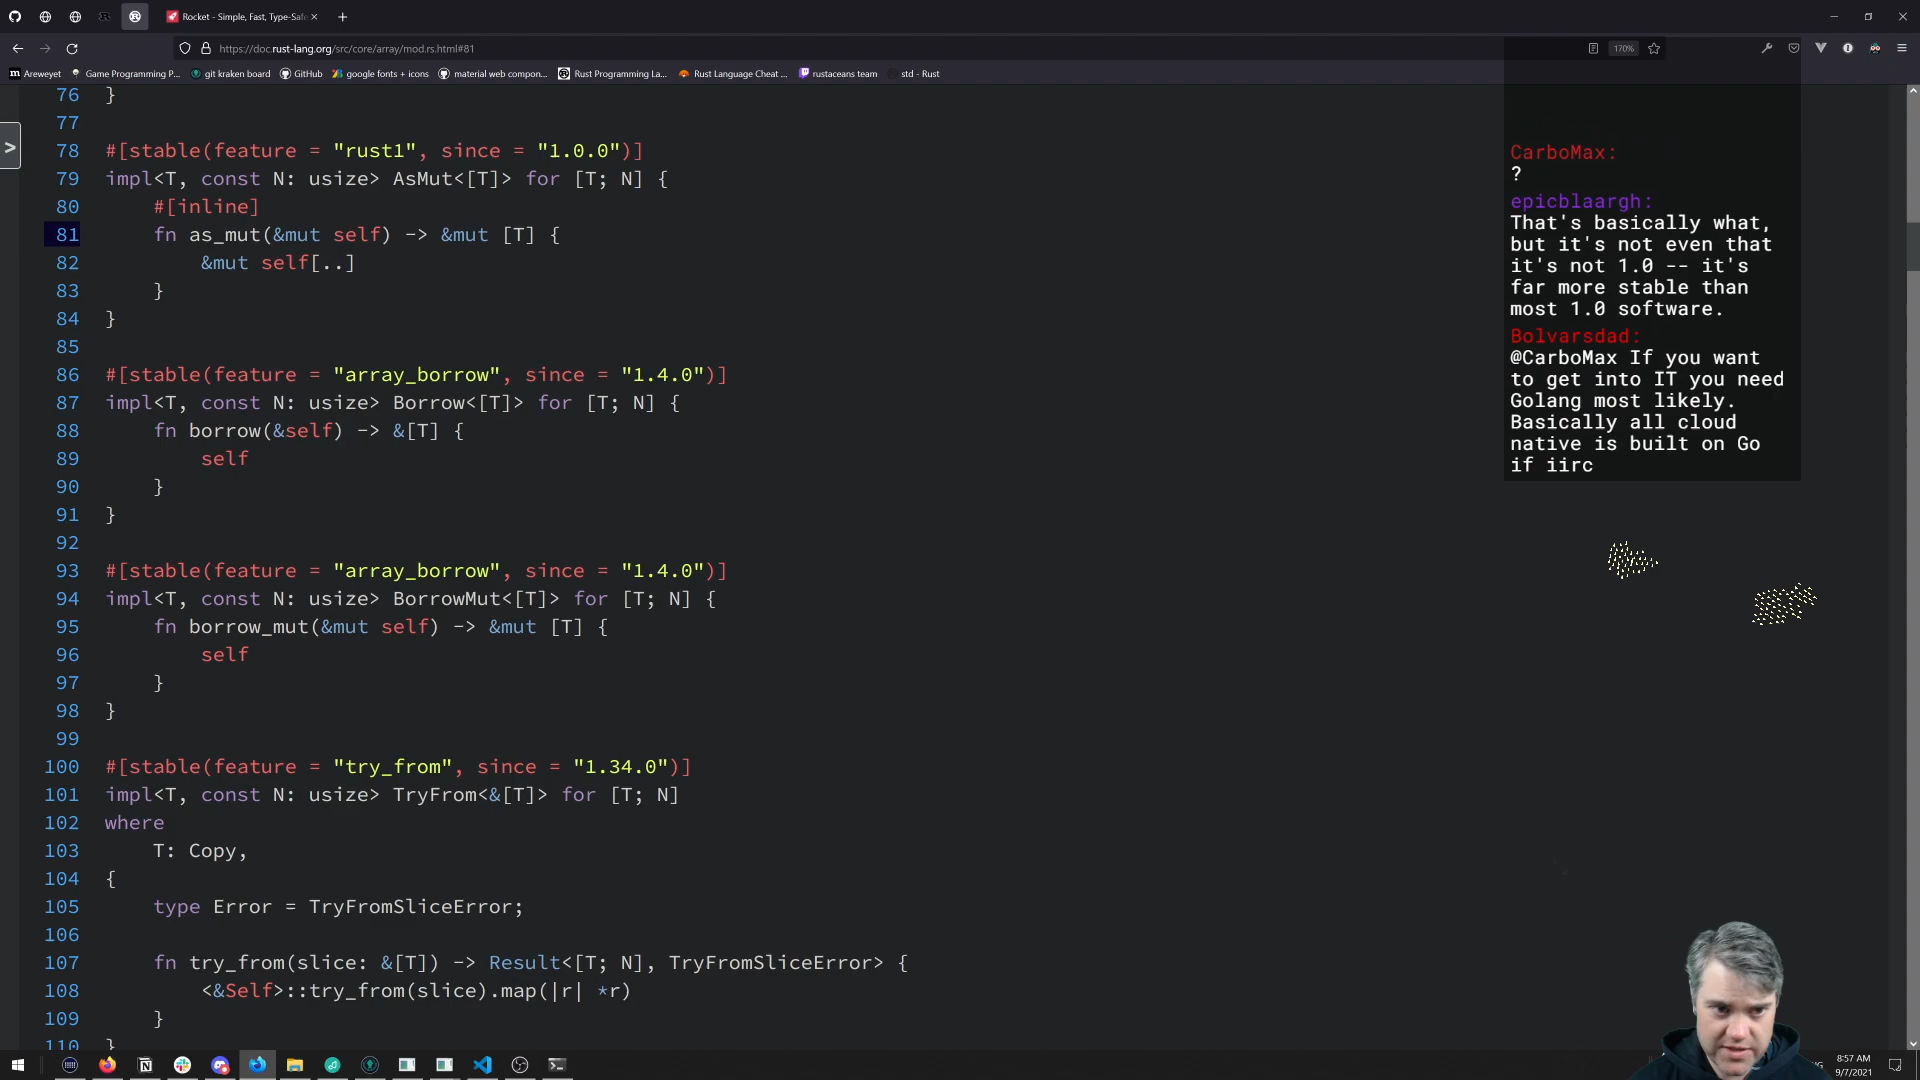 Rocket - Simple, Fast, Type-Safe
https://doc.rust-lang.org/src/core/array/mod.rs.html#81
170%
Areweyet
Game Programming P...
git kraken board
GitHub
google fonts + icons
material web compon...
Rust Programming La...
Rust Language Cheat ...
rustaceans team
std - Rust
76 }
77
78 #[stable(feature = "rust1", since = "1.0.0")]
79 impl<T, const N: usize> AsMut<[T]> for [T; N] {
80     #[inline]
81     fn as_mut(&mut self) -> &mut [T] {
82         &mut self[..]
83     }
84 }
85
86 #[stable(feature = "array_borrow", since = "1.4.0")]
87 impl<T, const N: usize> Borrow<[T]> for [T; N] {
88     fn borrow(&self) -> &[T] {
89         self
90     }
91 }
92
93 #[stable(feature = "array_borrow", since = "1.4.0")]
94 impl<T, const N: usize> BorrowMut<[T]> for [T; N] {
95     fn borrow_mut(&mut self) -> &mut [T] {
96         self
97     }
98 }
99
100 #[stable(feature = "try_from", since = "1.34.0")]
101 impl<T, const N: usize> TryFrom<&[T]> for [T; N]
102 where
103     T: Copy,
104 {
105     type Error = TryFromSliceError;
106
107     fn try_from(slice: &[T]) -> Result<[T; N], TryFromSliceError> {
108         <&Self>::try_from(slice).map(|r| *r)
109     }
110 }
CarboMax:
?
epicblaargh:
That's basically what,
but it's not even that
it's not 1.0 -- it's
far more stable than
most 1.0 software.
Bolvarsdad:
@CarboMax If you want
to get into IT you need
Golang most likely.
Basically all cloud
native is built on Go
if iirc
8:57 AM
9/7/2021